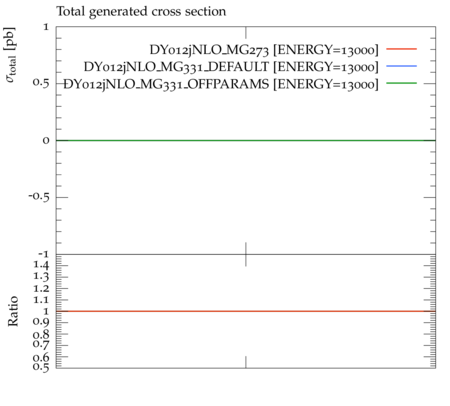 Total generated cross section
σtotal [pb]
DY012jNLO_MG273 [ENERGY=13000]
DY012jNLO_MG331_DEFAULT [ENERGY=13000]
DY012jNLO_MG331_OFFPARAMS [ENERGY=13000]
1
0.5
0
-0.5
-1
Ratio
1.4
1.3
1.2
1.1
1
0.9
0.8
0.7
0.6
0.5